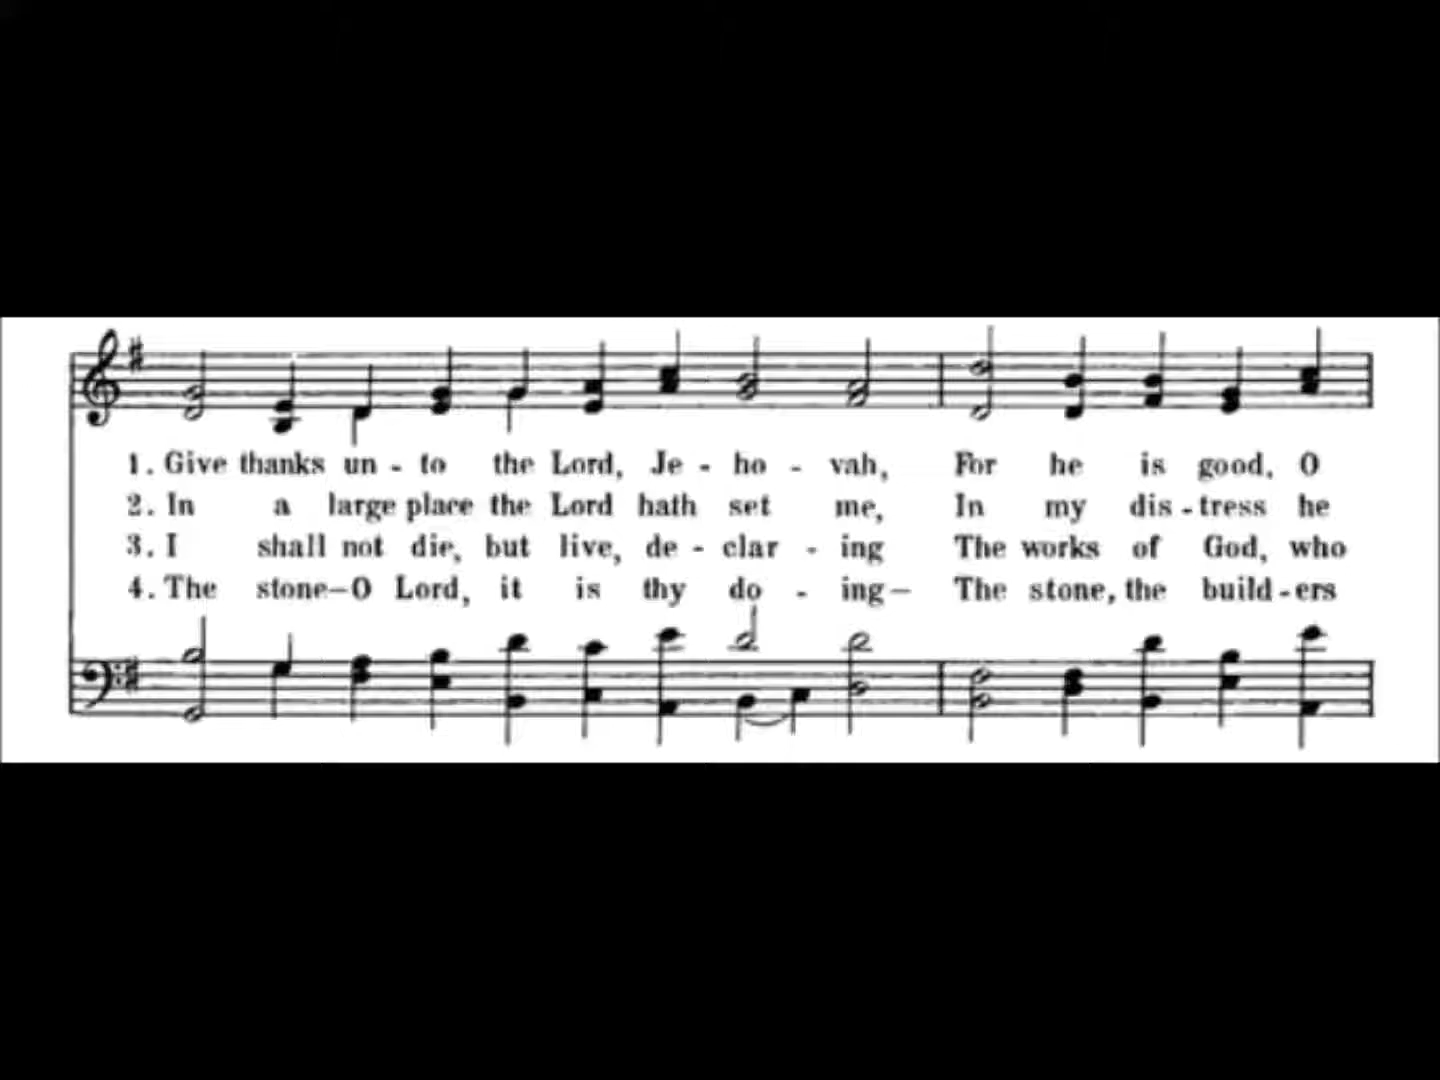 1. Give thanks un - to the Lord, Je - ho - vah, For he is good, O
2. In a large place the Lord hath set me, In my dis - tress he
3. I shall not die, but live, de - clar - ing The works of God, who
4. The stone—O Lord, it is thy do - ing— The stone, the build - ers